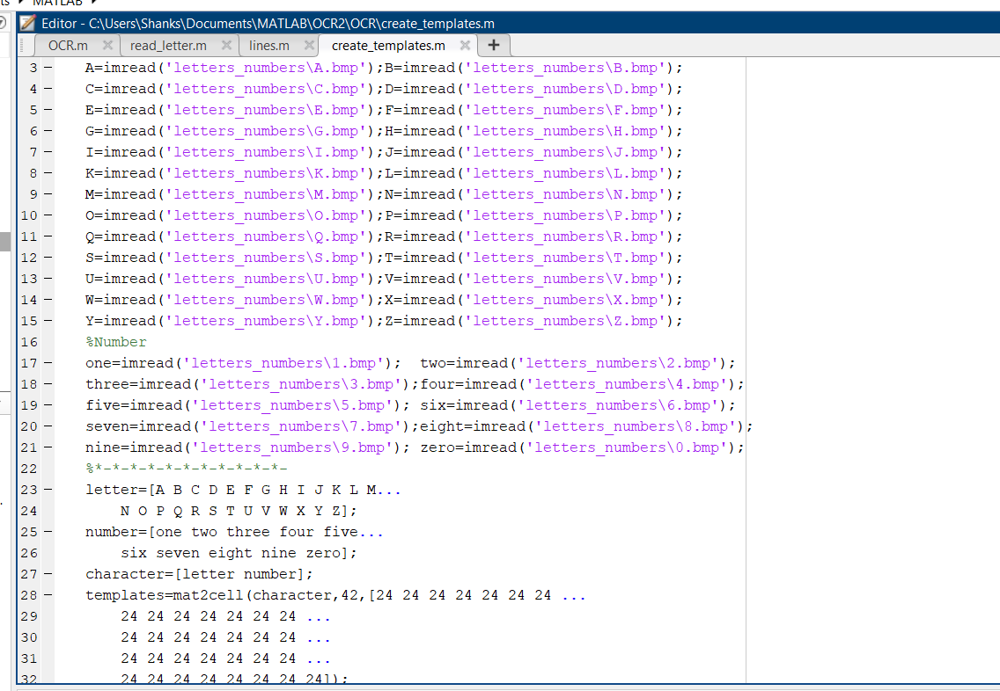 ts ▸ MATLAB ▸
Editor - C:\Users\Shanks\Documents\MATLAB\OCR2\OCR\create_templates.m
OCR.m × read_letter.m × lines.m × create_templates.m × +
3 – A=imread('letters_numbers\A.bmp');B=imread('letters_numbers\B.bmp');
4 – C=imread('letters_numbers\C.bmp');D=imread('letters_numbers\D.bmp');
5 – E=imread('letters_numbers\E.bmp');F=imread('letters_numbers\F.bmp');
6 – G=imread('letters_numbers\G.bmp');H=imread('letters_numbers\H.bmp');
7 – I=imread('letters_numbers\I.bmp');J=imread('letters_numbers\J.bmp');
8 – K=imread('letters_numbers\K.bmp');L=imread('letters_numbers\L.bmp');
9 – M=imread('letters_numbers\M.bmp');N=imread('letters_numbers\N.bmp');
10 – O=imread('letters_numbers\O.bmp');P=imread('letters_numbers\P.bmp');
11 – Q=imread('letters_numbers\Q.bmp');R=imread('letters_numbers\R.bmp');
12 – S=imread('letters_numbers\S.bmp');T=imread('letters_numbers\T.bmp');
13 – U=imread('letters_numbers\U.bmp');V=imread('letters_numbers\V.bmp');
14 – W=imread('letters_numbers\W.bmp');X=imread('letters_numbers\X.bmp');
15 – Y=imread('letters_numbers\Y.bmp');Z=imread('letters_numbers\Z.bmp');
16 %Number
17 – one=imread('letters_numbers\1.bmp');  two=imread('letters_numbers\2.bmp');
18 – three=imread('letters_numbers\3.bmp');four=imread('letters_numbers\4.bmp');
19 – five=imread('letters_numbers\5.bmp'); six=imread('letters_numbers\6.bmp');
20 – seven=imread('letters_numbers\7.bmp');eight=imread('letters_numbers\8.bmp');
21 – nine=imread('letters_numbers\9.bmp'); zero=imread('letters_numbers\0.bmp');
22 %*-*-*-*-*-*-*-*-*-*-*-
23 – letter=[A B C D E F G H I J K L M...
24 N O P Q R S T U V W X Y Z];
25 – number=[one two three four five...
26 six seven eight nine zero];
27 – character=[letter number];
28 – templates=mat2cell(character,42,[24 24 24 24 24 24 24 ...
29 24 24 24 24 24 24 24 ...
30 24 24 24 24 24 24 24 ...
31 24 24 24 24 24 24 24 ...
32 24 24 24 24 24 24 24 24]);